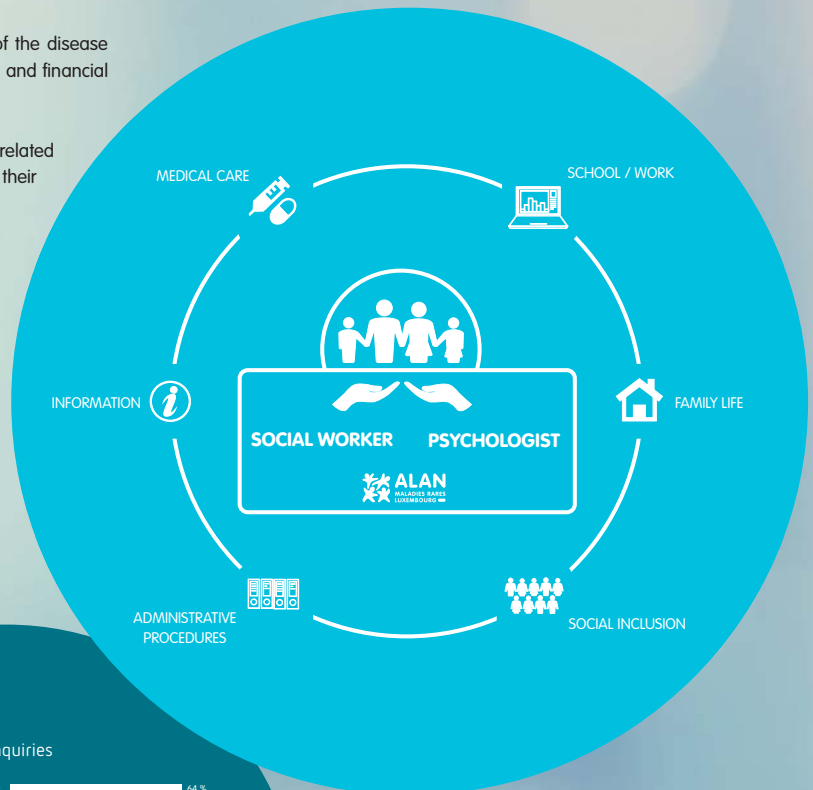 of the disease
and financial
related
their
MEDICAL CARE
SCHOOL / WORK
INFORMATION
FAMILY LIFE
SOCIAL WORKER PSYCHOLOGIST
ALAN
MALADIES RARES
LUXEMBOURG
ADMINISTRATIVE
PROCEDURES
SOCIAL INCLUSION
quiries
64 %